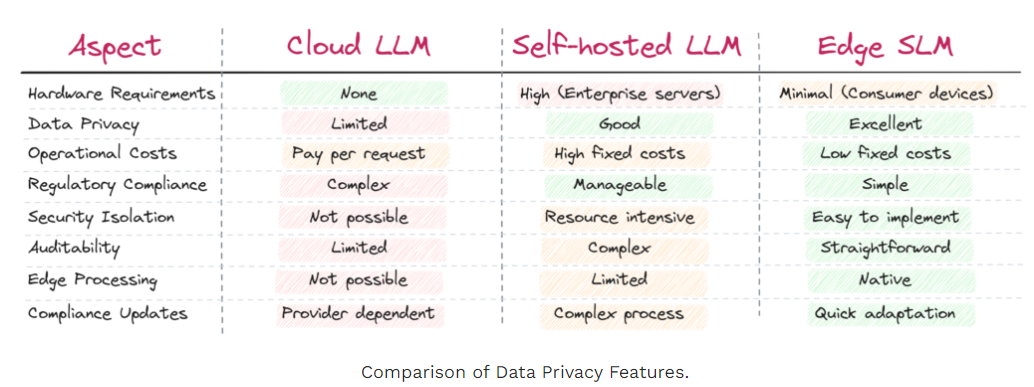 Aspect Cloud LLM Self-hosted LLM Edge SLM
Hardware Requirements None High (Enterprise servers) Minimal (Consumer devices)
Data Privacy Limited Good Excellent
Operational Costs Pay per request High fixed costs Low fixed costs
Regulatory Compliance Complex Manageable Simple
Security Isolation Not possible Resource intensive Easy to implement
Auditability Limited Complex Straightforward
Edge Processing Not possible Limited Native
Compliance Updates Provider dependent Complex process Quick adaptation
Comparison of Data Privacy Features.